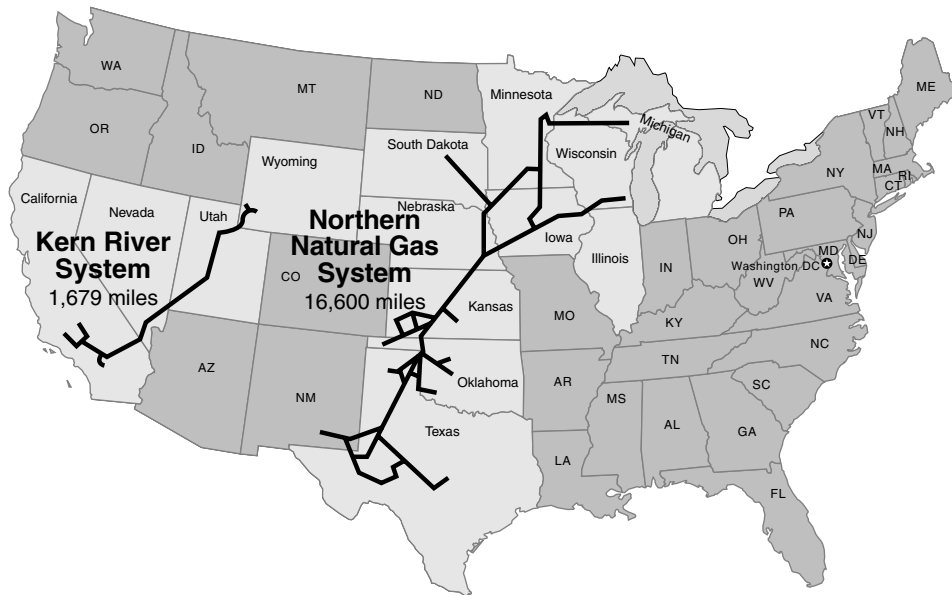 WA
MT
ND
Minnesota
ME
OR
ID
Wyoming
South Dakota
Wisconsin
Michigan
VT
NH
NY
MA
RI
CT
California
Nevada
Utah
Nebraska
Iowa
Illinois
IN
OH
PA
NJ
MD
DE
Washington DC
WV
VA
Kern River
System
1,679 miles
Northern
Natural Gas
System
16,600 miles
CO
Kansas
MO
KY
NC
TN
AZ
NM
Oklahoma
AR
SC
MS
AL
GA
Texas
LA
FL